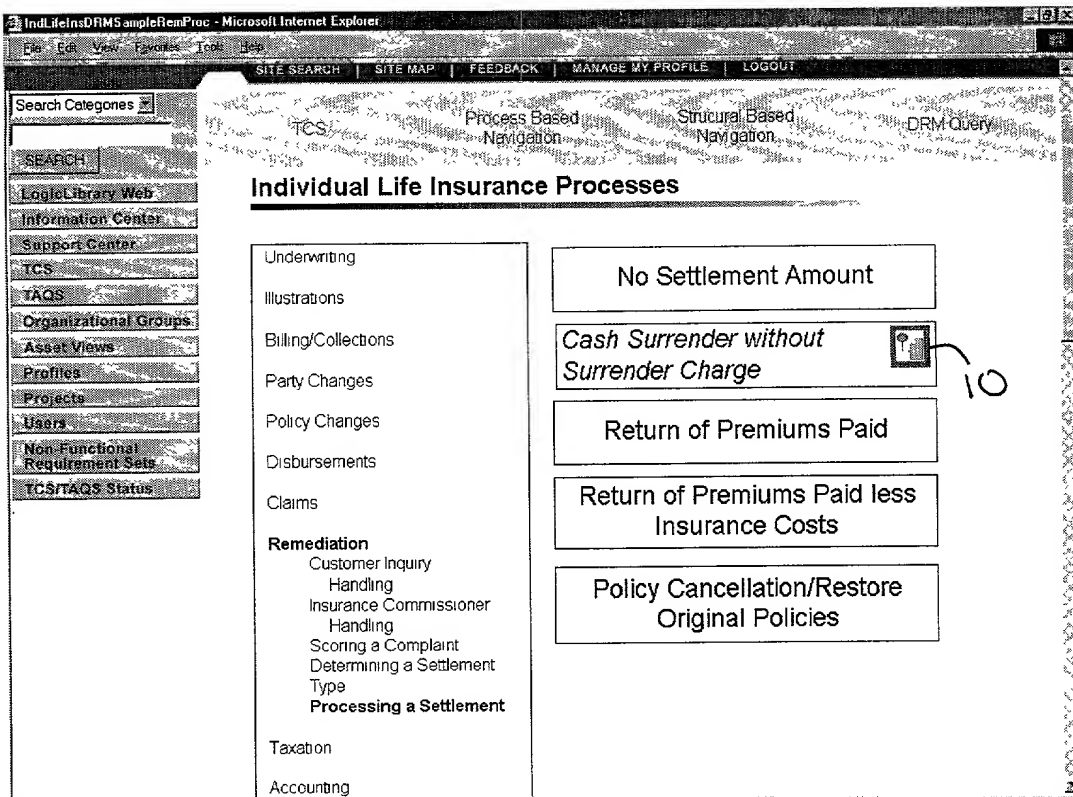 IndLifeInsDRMSampleRemProc - Microsoft Internet Explorer
File Edit View Favorites Tools Help
SITE SEARCH | SITE MAP | FEEDBACK | MANAGE MY PROFILE | LOGOUT
Search Categories
SEARCH
TCS
Process Based
Navigation
Strucural Based
Navigation
DRM Query
LogicLibrary Web
Information Center
Support Center
TCS
TAQS
Organizational Groups
Asset Views
Profiles
Projects
Users
Non-Functional
Requirement Sets
TCS/TAQS Status
Individual Life Insurance Processes
Underwriting
Illustrations
Billing/Collections
Party Changes
Policy Changes
Disbursements
Claims
Remediation
Customer Inquiry
Handling
Insurance Commissioner
Handling
Scoring a Complaint
Determining a Settlement
Type
Processing a Settlement
Taxation
Accounting
No Settlement Amount
Cash Surrender without
Surrender Charge
10
Return of Premiums Paid
Return of Premiums Paid less
Insurance Costs
Policy Cancellation/Restore
Original Policies